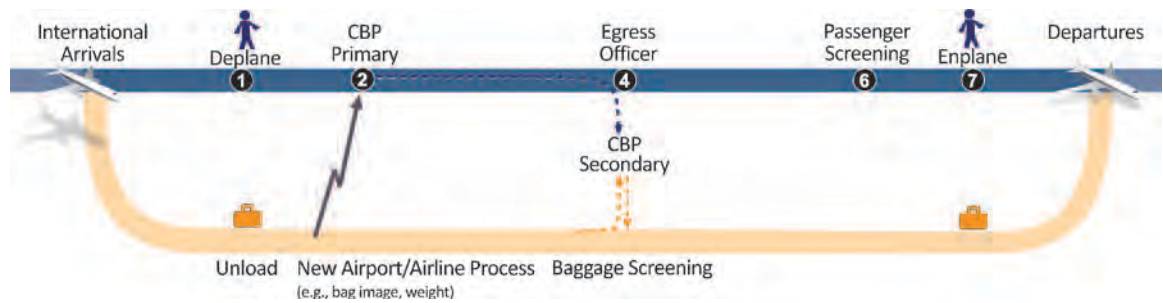 International
Arrivals
Deplane
CBP
Primary
Egress
Officer
Passenger
Screening
Enplane
Departures
1
2
4
6
7
CBP
Secondary
Unload
New Airport/Airline Process
(e.g., bag image, weight)
Baggage Screening